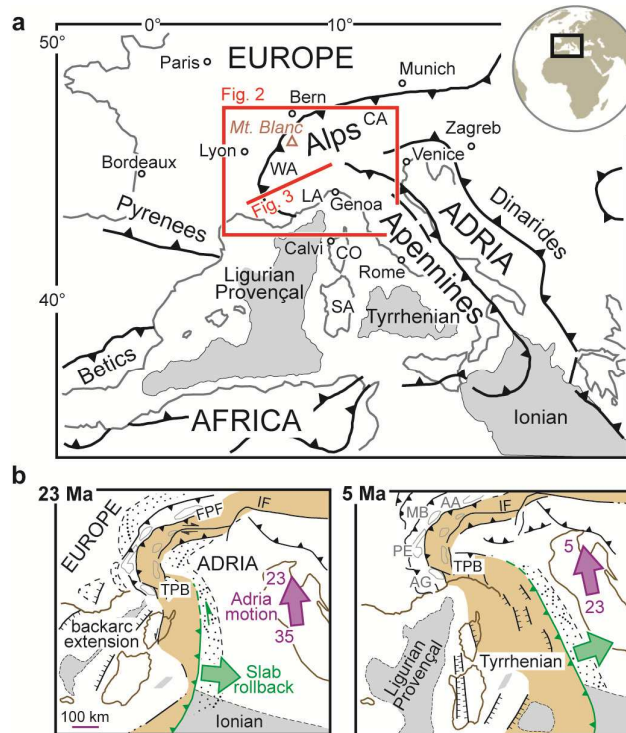 a
50°
0°
10°
Paris
EUROPE
Munich
Fig. 2
Bern
CA
Mt. Blanc
Alps
Zagreb
Lyon
Venice
WA
Bordeaux
LA
Fig. 3
Genoa
Pyrenees
ADRIA
Dinarides
Apennines
Calvi
CO
Ligurian
Provençal
Rome
40°
SA
Tyrrhenian
Betics
AFRICA
Ionian
b
23 Ma
FPF
IF
EUROPE
ADRIA
TPB
23
Adria
motion
35
backarc
extension
Slab
rollback
100 km
Ionian
5 Ma
AA
IF
MB
5
PE
TPB
AG
23
Ligurian
Provençal
Tyrrhenian